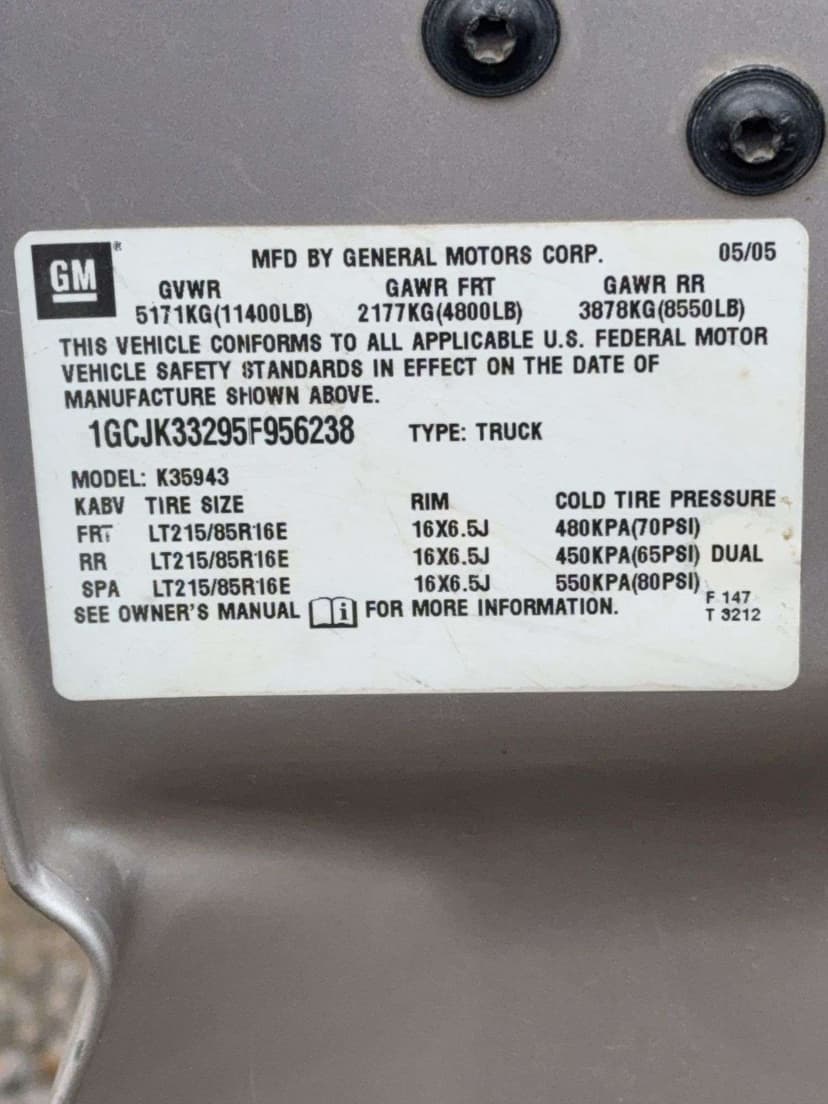 GM®
MFD BY GENERAL MOTORS CORP. 05/05
GVWR GAWR FRT GAWR RR
5171KG(11400LB) 2177KG(4800LB) 3878KG(8550LB)
THIS VEHICLE CONFORMS TO ALL APPLICABLE U.S. FEDERAL MOTOR
VEHICLE SAFETY STANDARDS IN EFFECT ON THE DATE OF
MANUFACTURE SHOWN ABOVE.
1GCJK33295F956238 TYPE: TRUCK
MODEL: K35943
KABV TIRE SIZE RIM COLD TIRE PRESSURE
FRT LT215/85R16E 16X6.5J 480KPA(70PSI)
RR LT215/85R16E 16X6.5J 450KPA(65PSI) DUAL
SPA LT215/85R16E 16X6.5J 550KPA(80PSI)
SEE OWNER'S MANUAL i FOR MORE INFORMATION.
F 147
T 3212